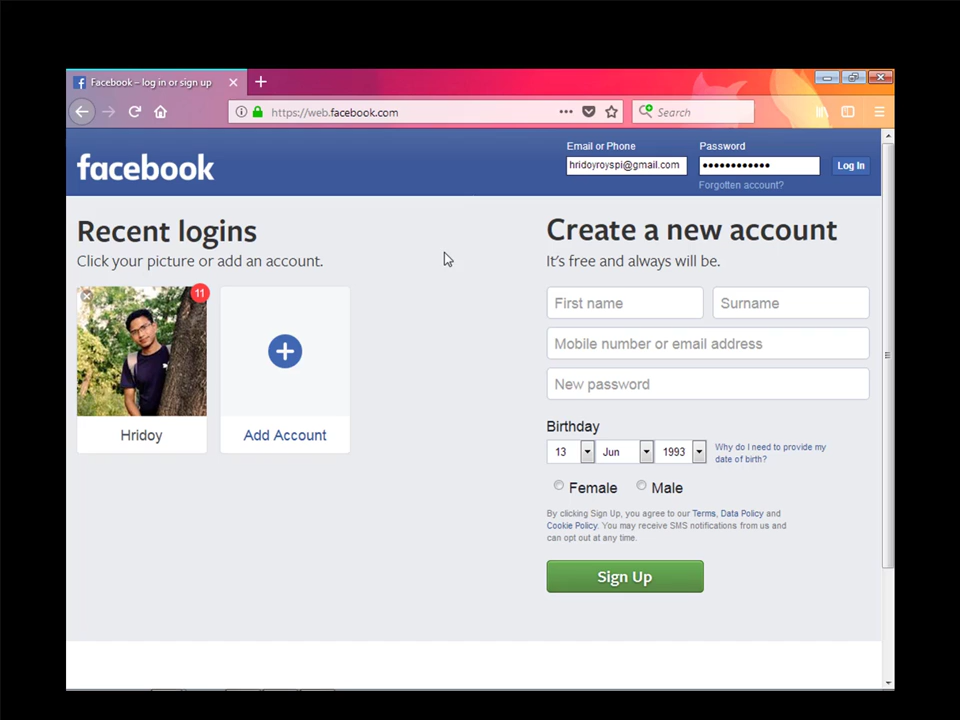 Facebook – log in or sign up
https://web.facebook.com
Search
facebook
Email or Phone
Password
hridoyroyspi@gmail.com
••••••••••••
Log In
Forgotten account?
Recent logins
Click your picture or add an account.
11
Hridoy
Add Account
Create a new account
It's free and always will be.
First name
Surname
Mobile number or email address
New password
Birthday
13
Jun
1993
Why do I need to provide my
date of birth?
Female
Male
By clicking Sign Up, you agree to our Terms, Data Policy and
Cookie Policy. You may receive SMS notifications from us and
can opt out at any time.
Sign Up